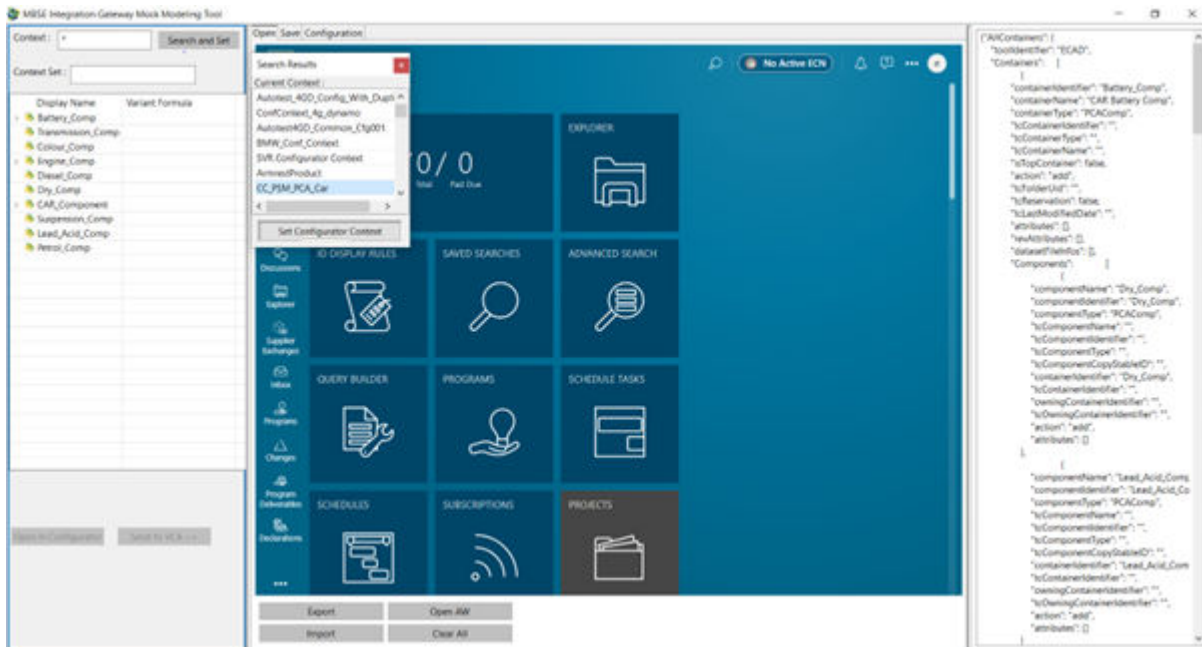 MBSE Integration Gateway Mock Modeling Tool
Context : *
Search and Set
Context Set :
Display Name Variant Formula
Battery_Comp
Transmission_Comp
Colour_Comp
Engine_Comp
Diesel_Comp
Dry_Comp
CAR_Component
Suspension_Comp
Lead_Acid_Comp
Petrol_Comp
Open in Configurator
Send to VCA -->
Open Save Configuration
Search Results
Current Context :
Autotest_4GD_Config_With_Dupli
ConfContext_4g_dynamo
Autotest4GD_Common_Cfg001
BMW_Conf_Context
SVR Configurator Context
ArmrestProduct
CC_PSM_PCA_Car
Set Configurator Context
No Active ECN
0/ 0
Total Past Due
EXPLORER
ID DISPLAY RULES
SAVED SEARCHES
ADVANCED SEARCH
QUERY BUILDER
PROGRAMS
SCHEDULE TASKS
SCHEDULES
SUBSCRIPTIONS
PROJECTS
Discussions
Explorer
Supplier
Exchanges
Inbox
Programs
Changes
Program
Deliverables
Declarations
Export
Open AW
Import
Clear All
{"AllContainers": {
"toolIdentifier": "ECAD",
"Containers": [
{
"containerIdentifier": "Battery_Comp",
"containerName": "CAR Battery Comp",
"containerType": "PCAComp",
"tcContainerIdentifier": "",
"tcContainerType": "",
"tcContainerName": "",
"isTopContainer": false,
"action": "add",
"tcFolderUid": "",
"tcReservation": false,
"tcLastModifiedDate": "",
"attributes": [],
"revAttributes": [],
"datasetFileInfos": [],
"Components": [
{
"componentName": "Dry_Comp",
"componentIdentifier": "Dry_Comp",
"componentType": "PCAComp",
"tcComponentName": "",
"tcComponentIdentifier": "",
"tcComponentType": "",
"tcComponentCopyStableID": "",
"containerIdentifier": "Dry_Comp",
"tcContainerIdentifier": "",
"owningContainerIdentifier": "",
"tcOwningContainerIdentifier": "",
"action": "add",
"attributes": []
},
{
"componentName": "Lead_Acid_Comp
"componentIdentifier": "Lead_Acid_Co
"componentType": "PCAComp",
"tcComponentName": "",
"tcComponentIdentifier": "",
"tcComponentType": "",
"tcComponentCopyStableID": "",
"containerIdentifier": "Lead_Acid_Com
"tcContainerIdentifier": "",
"owningContainerIdentifier": "",
"tcOwningContainerIdentifier": "",
"action": "add",
"attributes": []
}